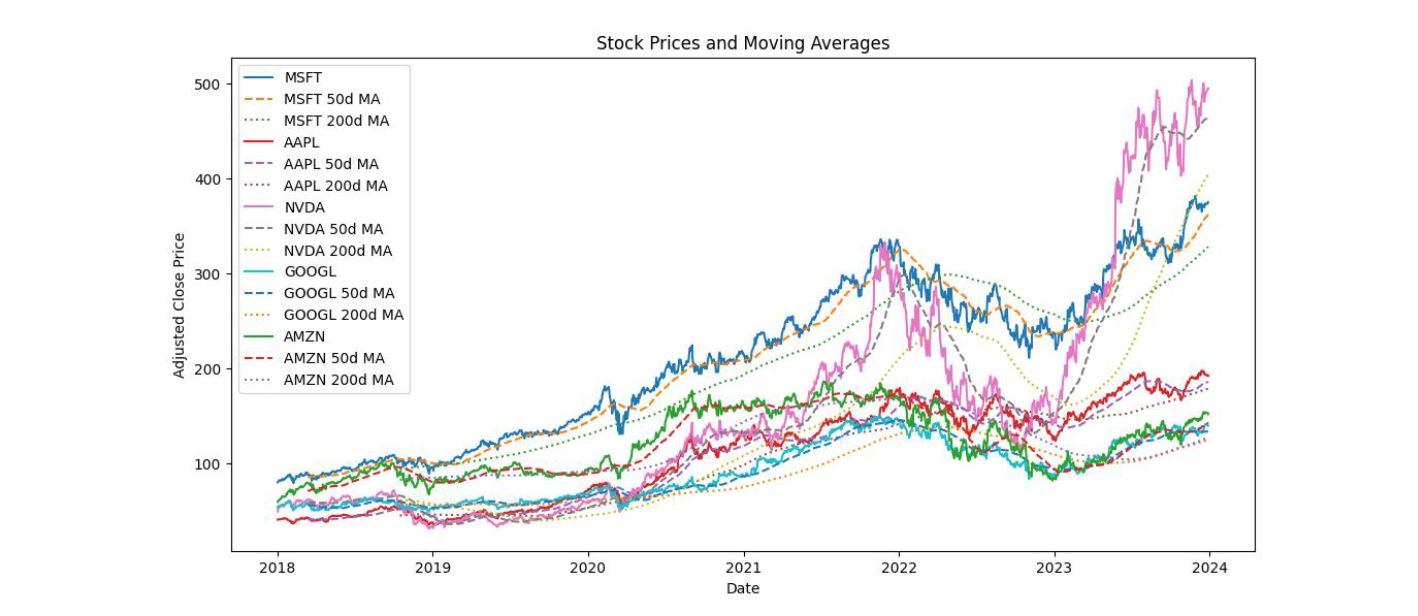 Stock Prices and Moving Averages
MSFT
MSFT 50d MA
MSFT 200d MA
AAPL
AAPL 50d MA
AAPL 200d MA
NVDA
NVDA 50d MA
NVDA 200d MA
GOOGL
GOOGL 50d MA
GOOGL 200d MA
AMZN
AMZN 50d MA
AMZN 200d MA
500
400
300
200
100
Adjusted Close Price
2018 2019 2020 2021 2022 2023 2024
Date